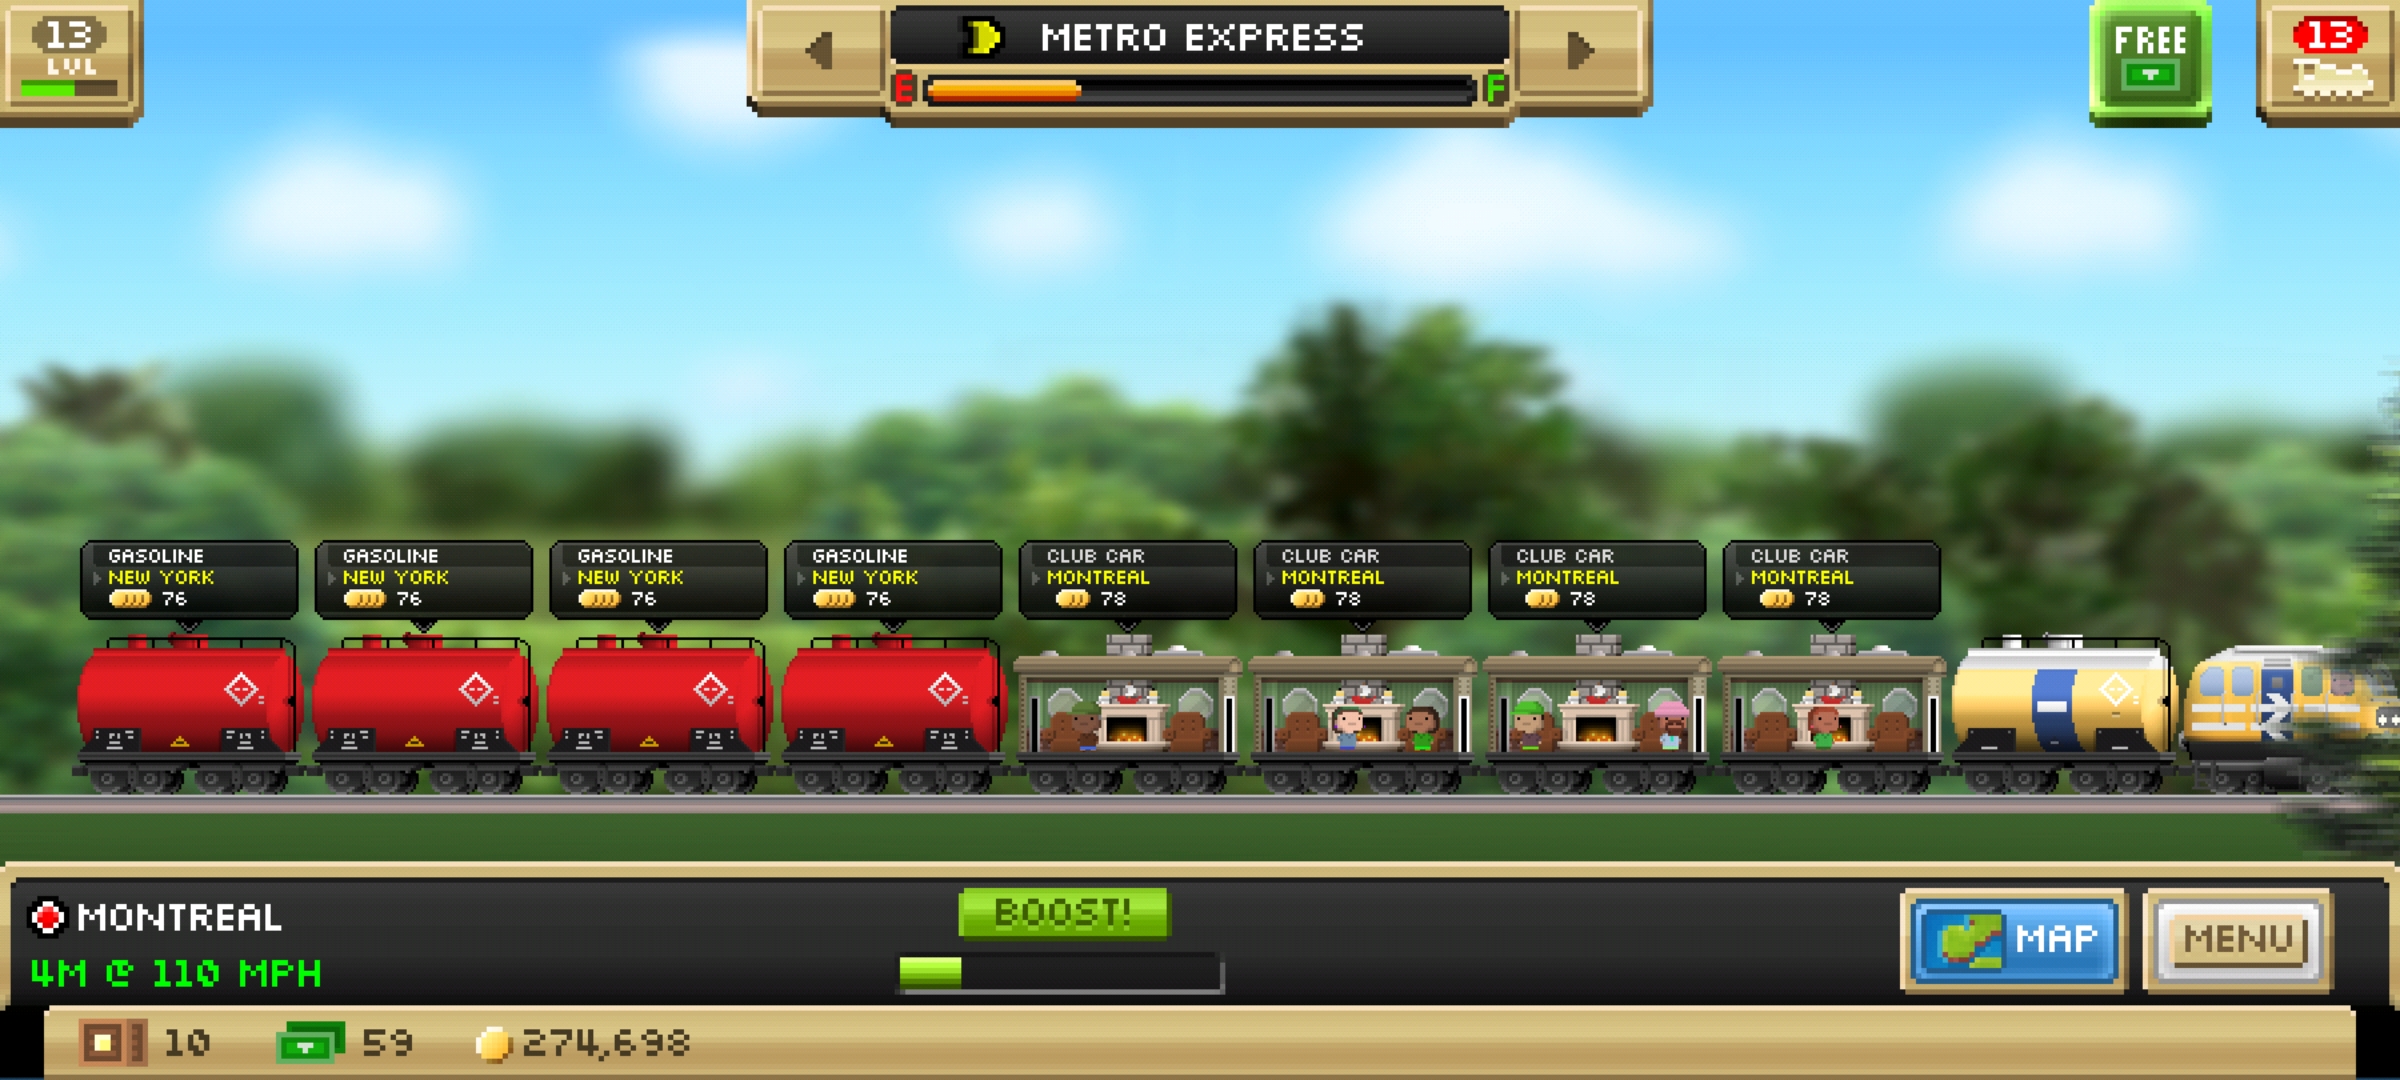 13
LVL
METRO EXPRESS
E F
FREE
13
GASOLINE
NEW YORK
76
GASOLINE
NEW YORK
76
GASOLINE
NEW YORK
76
GASOLINE
NEW YORK
76
CLUB CAR
MONTREAL
78
CLUB CAR
MONTREAL
78
CLUB CAR
MONTREAL
78
CLUB CAR
MONTREAL
78
MONTREAL
4M @ 110 MPH
BOOST!
MAP
MENU
10
59
274,698